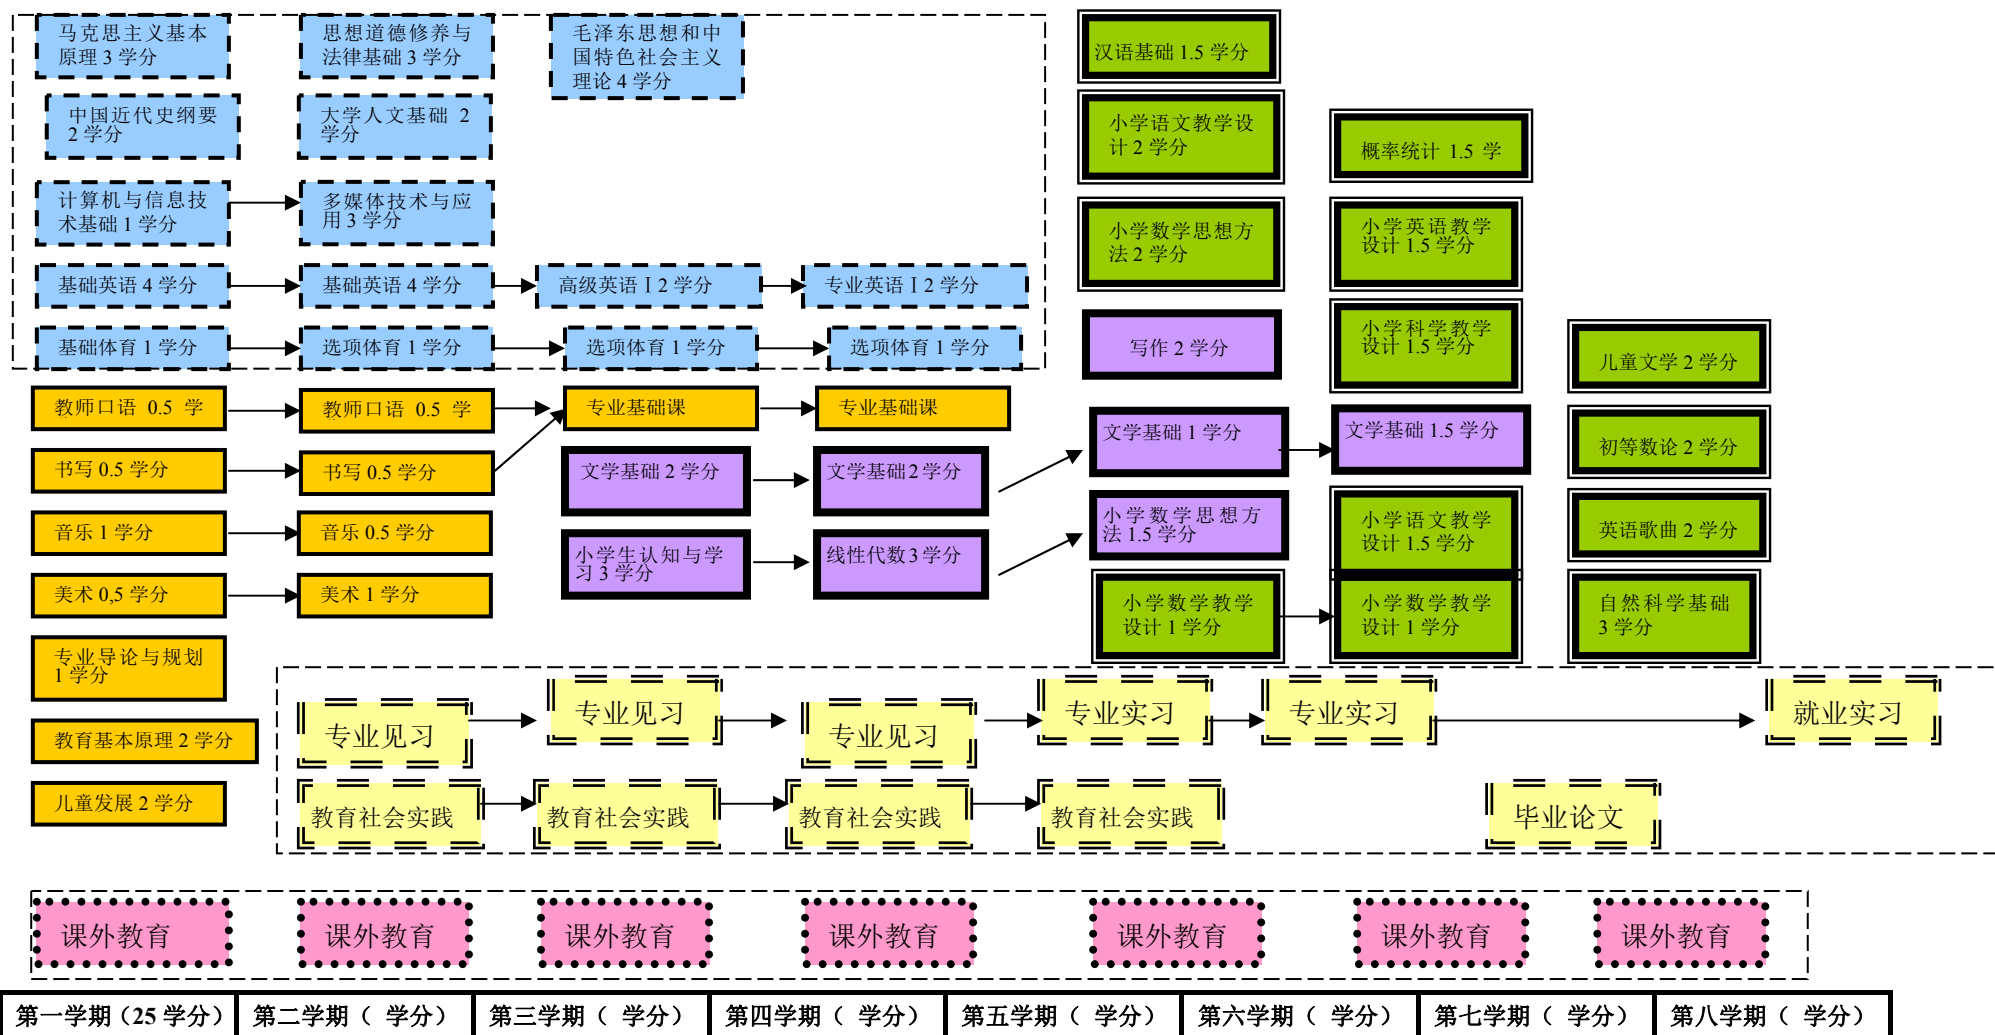 马克思主义基本
原理 3 学分
思想道德修养与
法律基础 3 学分
毛泽东思想和中
国特色社会主义
理论 4 学分
汉语基础 1.5 学分
中国近代史纲要
2 学分
大学人文基础 2
学分
小学语文教学设
计 2 学分
概率统计 1.5 学
计算机与信息技
术基础 1 学分
多媒体技术与应
用 3 学分
小学数学思想方
法 2 学分
小学英语教学
设计 1.5 学分
基础英语 4 学分
基础英语 4 学分
高级英语 I 2 学分
专业英语 I 2 学分
基础体育 1 学分
选项体育 1 学分
选项体育 1 学分
选项体育 1 学分
写作 2 学分
小学科学教学
设计 1.5 学分
儿童文学 2 学分
教师口语 0.5 学
教师口语 0.5 学
专业基础课
专业基础课
文学基础 1 学分
文学基础 1.5 学分
初等数论 2 学分
书写 0.5 学分
书写 0.5 学分
文学基础 2 学分
文学基础 2 学分
音乐 1 学分
音乐 0.5 学分
小学生认知与学
习 3 学分
线性代数 3 学分
小学数学思想方
法 1.5 学分
小学语文教学
设计 1.5 学分
英语歌曲 2 学分
美术 0,5 学分
美术 1 学分
小学数学教学
设计 1 学分
小学数学教学
设计 1 学分
自然科学基础
3 学分
专业导论与规划
1 学分
教育基本原理 2 学分
儿童发展 2 学分
专业见习
专业见习
专业见习
专业实习
专业实习
就业实习
教育社会实践
教育社会实践
教育社会实践
教育社会实践
毕业论文
课外教育
课外教育
课外教育
课外教育
课外教育
课外教育
课外教育
第一学期（25 学分）
第二学期（ 学分）
第三学期（ 学分）
第四学期（ 学分）
第五学期（ 学分）
第六学期（ 学分）
第七学期（ 学分）
第八学期（ 学分）